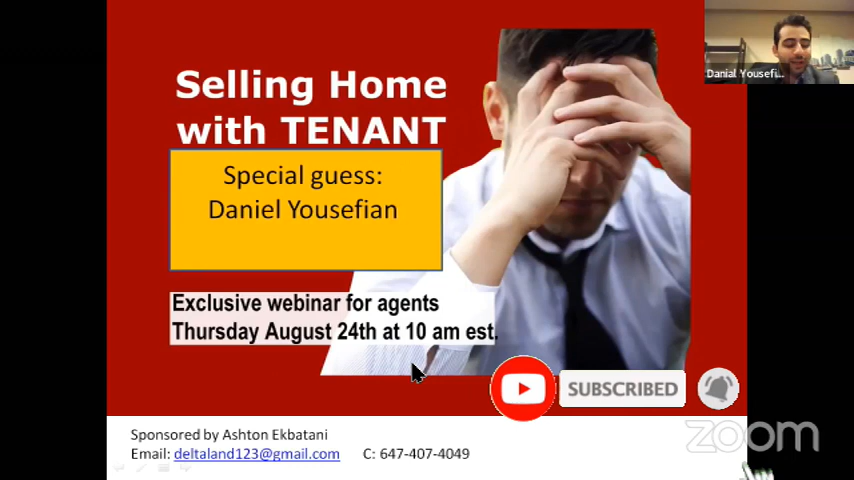 Selling Home
with TENANT
Special guess:
Daniel Yousefian
Exclusive webinar for agents
Thursday August 24th at 10 am est.
SUBSCRIBED
Sponsored by Ashton Ekbatani
Email: deltaland123@gmail.com C: 647-407-4049
Danial Yousefi...
zoom